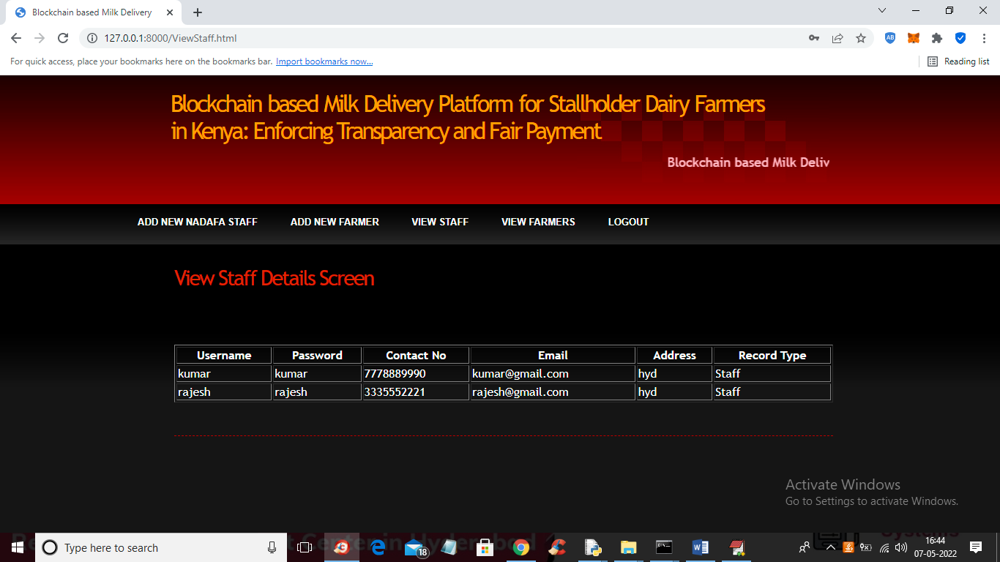 Blockchain based Milk Delivery
127.0.0.1:8000/ViewStaff.html
For quick access, place your bookmarks here on the bookmarks bar. Import bookmarks now...
Reading list
Blockchain based Milk Delivery Platform for Stallholder Dairy Farmers
in Kenya: Enforcing Transparency and Fair Payment
Blockchain based Milk Deliv
ADD NEW NADAFA STAFF ADD NEW FARMER VIEW STAFF VIEW FARMERS LOGOUT
View Staff Details Screen
Username Password Contact No Email Address Record Type
kumar kumar 7778889990 kumar@gmail.com hyd Staff
rajesh rajesh 3335552221 rajesh@gmail.com hyd Staff
Activate Windows
Go to Settings to activate Windows.
Type here to search
18
16:44
07-05-2022